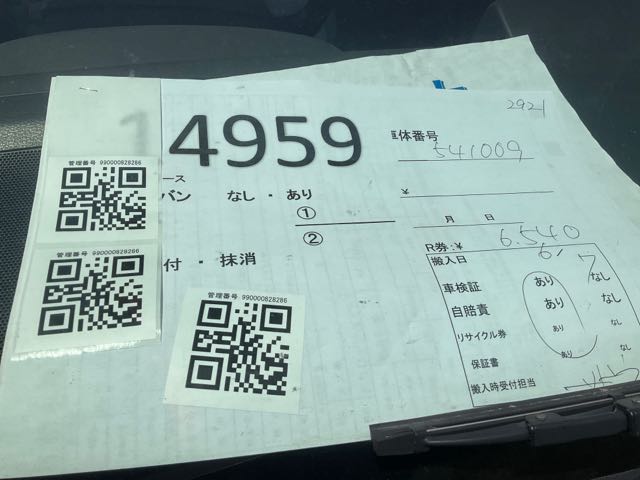 2921
4959
車体番号
541009
ース
バン なし・あり
¥
①
②
月 日
付・抹消
R券:¥ 6.540
搬入日 6/7
車検証 あり なし
自賠責 あり なし
リサイクル券 あり なし
保証書 あり なし
搬入時受付担当
管理番号 990000828286
管理番号 990000828286
管理番号 990000828286